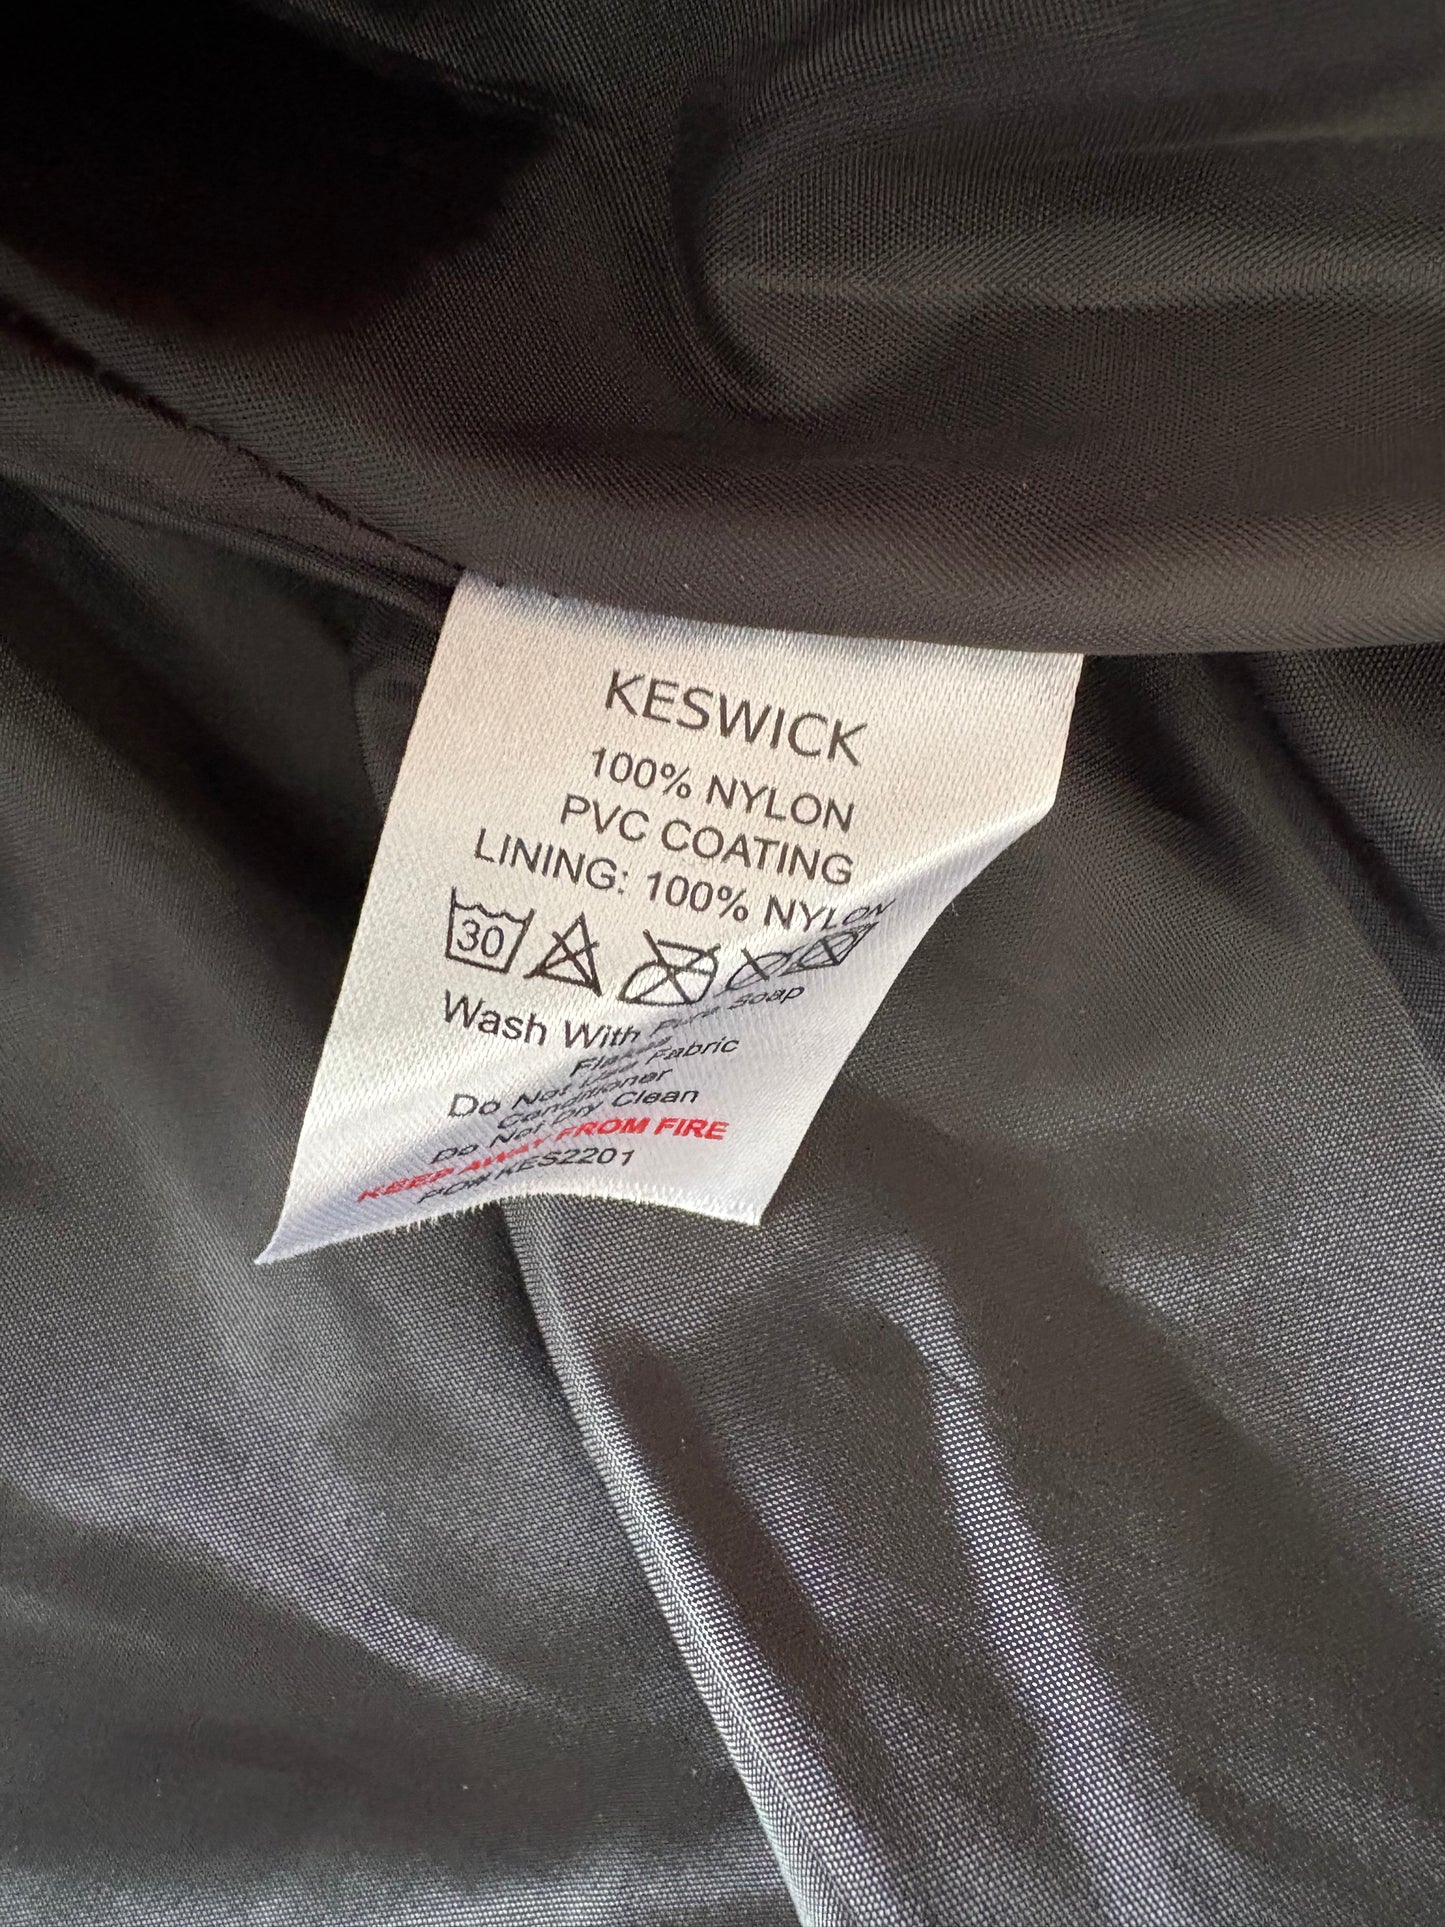 KESWICK
100% NYLON
PVC COATING
LINING: 100% NYLON
30
Wash With Pure Soap
Flakes
Do Not Use Fabric
Conditioner
Do Not Dry Clean
KEEP AWAY FROM FIRE
PO# KES2201